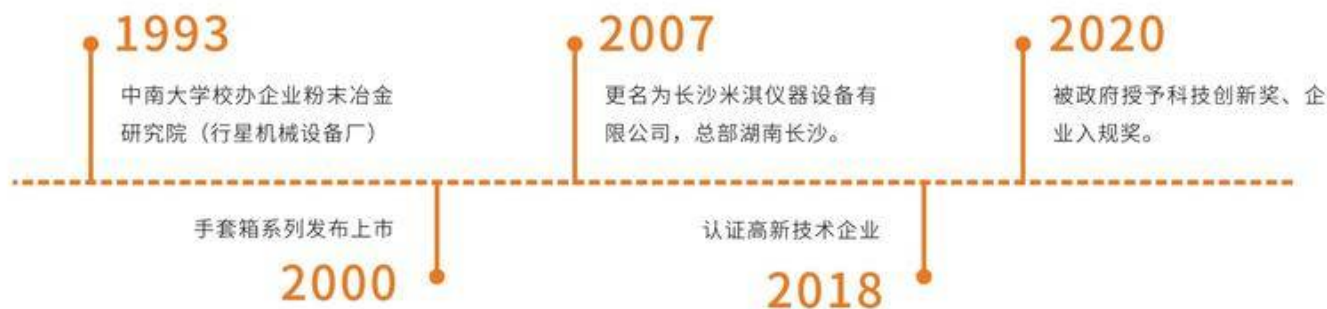 1993
中南大学校办企业粉末冶金
研究院（行星机械设备厂）
手套箱系列发布上市
2000
2007
更名为长沙米淇仪器设备有
限公司，总部湖南长沙。
认证高新技术企业
2018
2020
被政府授予科技创新奖、企
业入规奖。